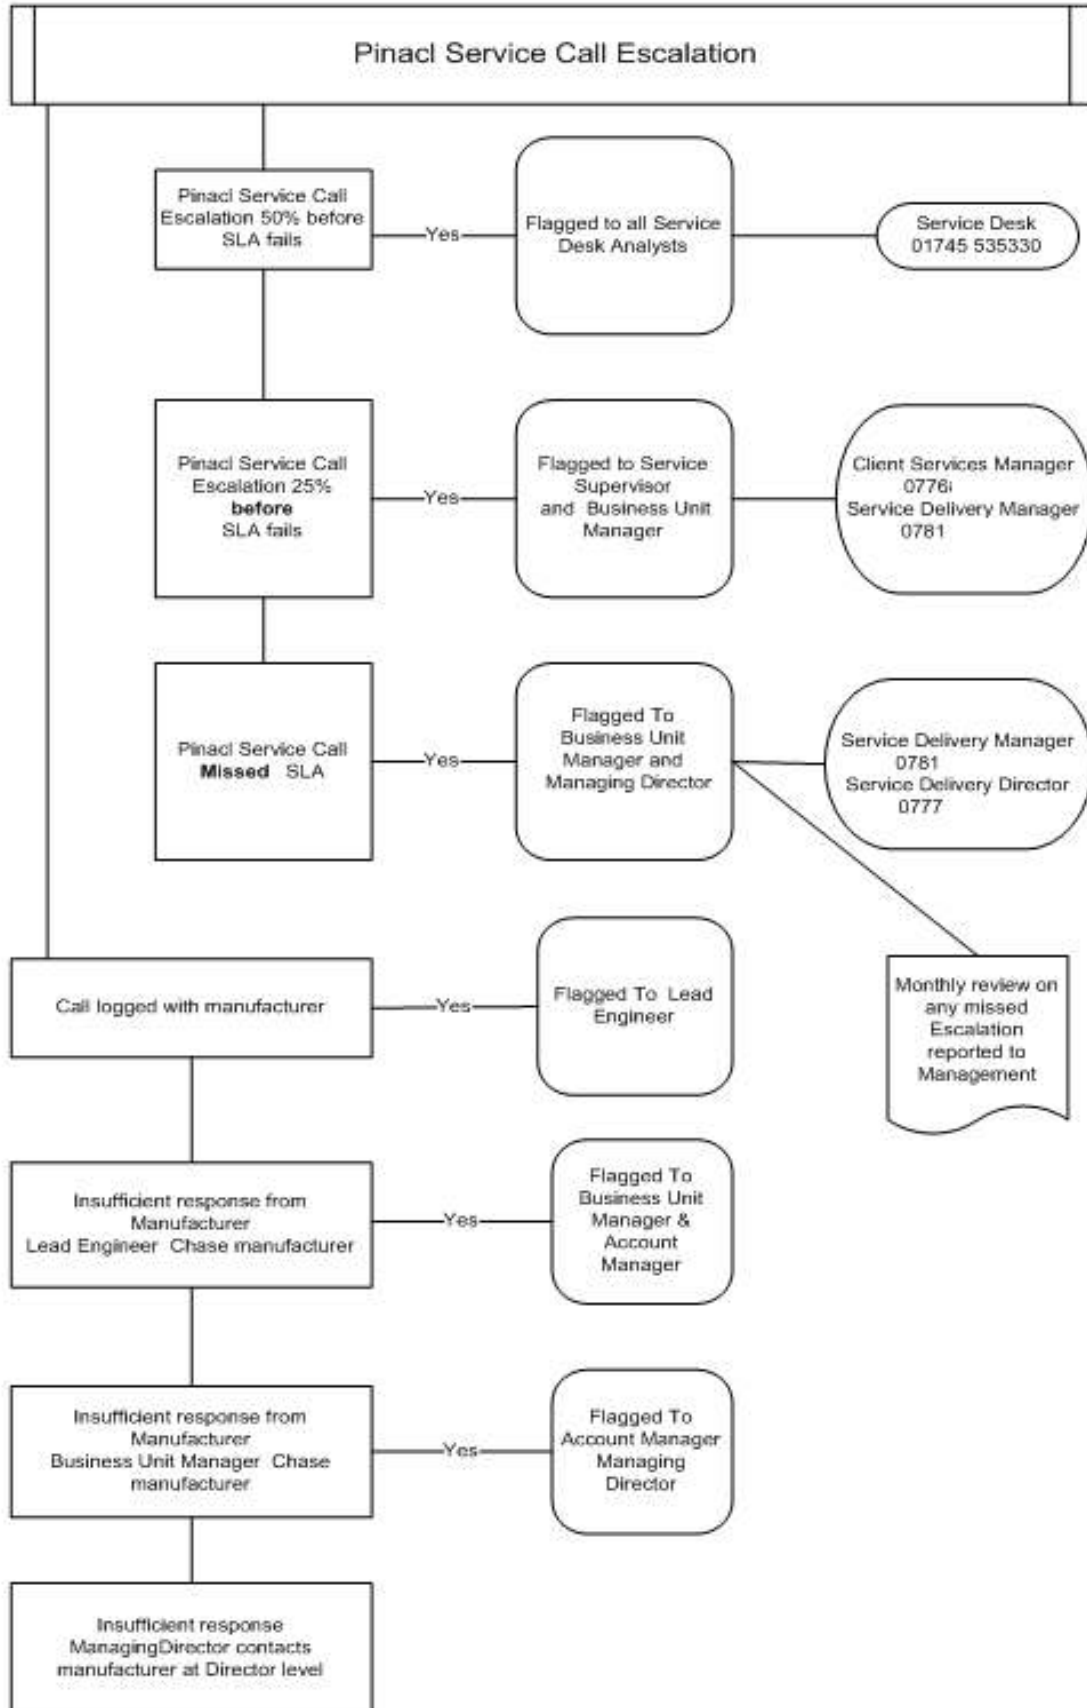 Pinacl Service Call Escalation
Pinacl Service Call
Escalation 50% before
SLA fails
Yes
Flagged to all Service
Desk Analysts
Service Desk
01745 535330
Pinacl Service Call
Escalation 25%
before
SLA fails
Yes
Flagged to Service
Supervisor
and Business Unit
Manager
Client Services Manager
0776
Service Delivery Manager
0781
Pinacl Service Call
Missed SLA
Yes
Flagged To
Business Unit
Manager and
Managing Director
Service Delivery Manager
0781
Service Delivery Director
0777
Monthly review on
any missed
Escalation
reported to
Management
Call logged with manufacturer
Yes
Flagged To Lead
Engineer
Insufficient response from
Manufacturer
Lead Engineer Chase manufacturer
Yes
Flagged To
Business Unit
Manager &
Account
Manager
Insufficient response from
Manufacturer
Business Unit Manager Chase
manufacturer
Yes
Flagged To
Account Manager
Managing
Director
Insufficient response
ManagingDirector contacts
manufacturer at Director level